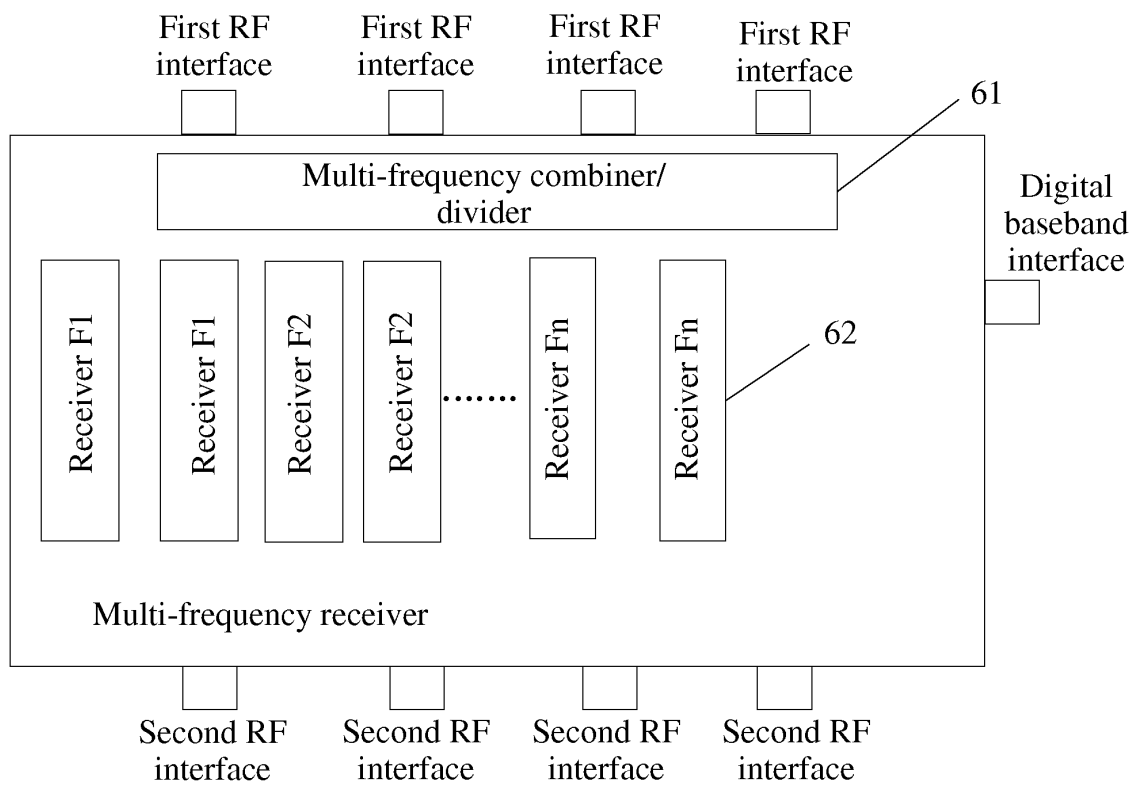 First RF
interface
First RF
interface
First RF
interface
First RF
interface
61
Multi-frequency combiner/
divider
Digital
baseband
interface
Receiver F1
Receiver F1
Receiver F2
Receiver F2
.......
Receiver Fn
Receiver Fn
62
Multi-frequency receiver
Second RF
interface
Second RF
interface
Second RF
interface
Second RF
interface